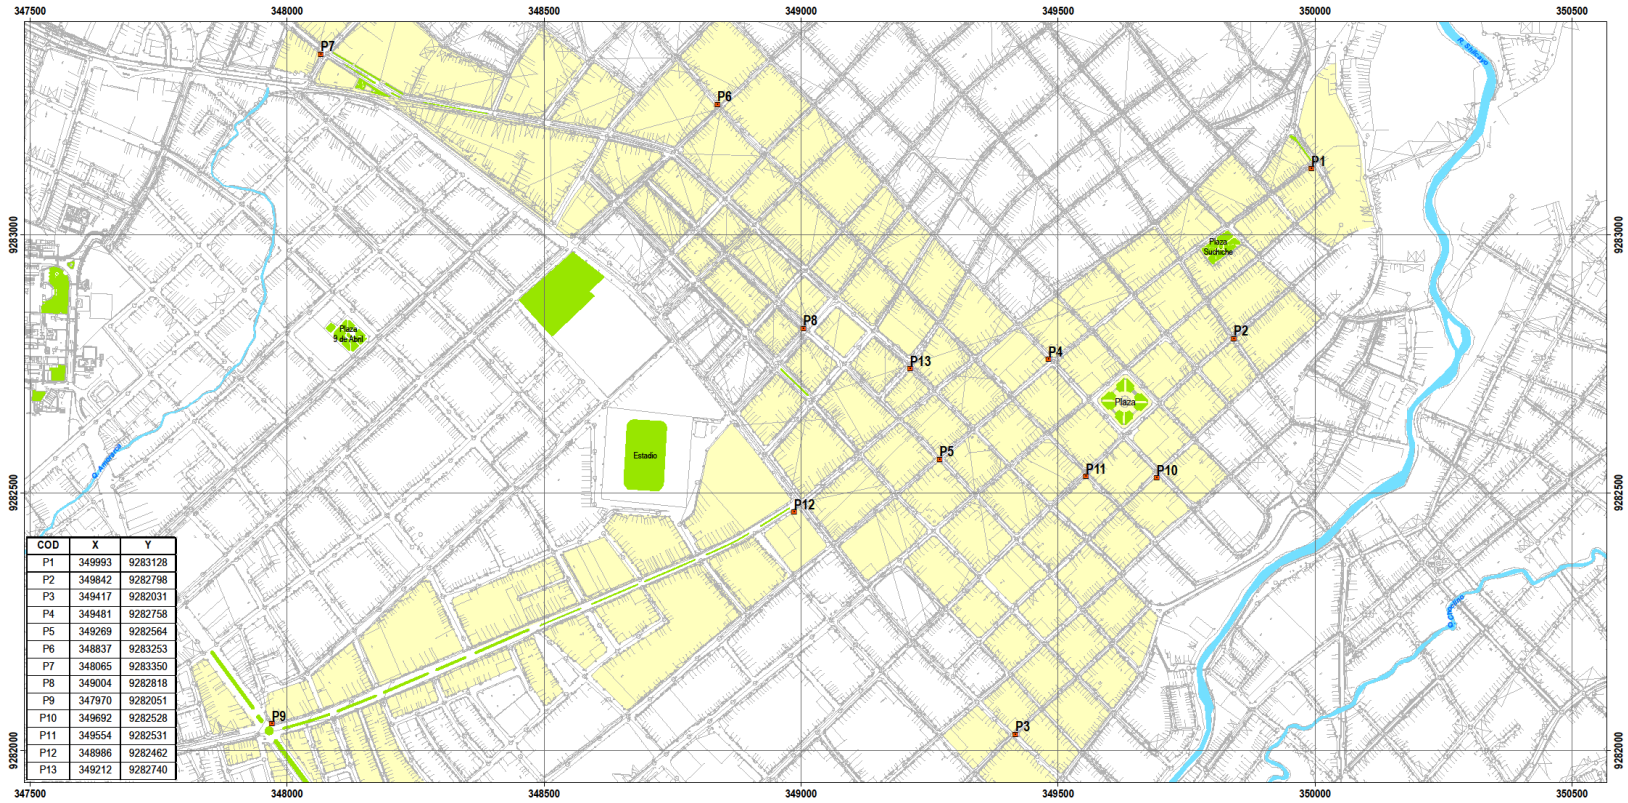 347500 348000 348500 349000 349500 350000 350500
R. Shilcayo
P7
P6
P1
9283000 9283000
Plaza
Suchiche
P8
P2
Plaza
9 de Abril
P4
P13
Plaza
Q. Amorarca
Estadio
P5
P11
P10
9282500 9282500
P12
COD X Y
P1 349993 9283128
P2 349842 9282798
P3 349417 9282031
P4 349481 9282758
P5 349269 9282564
P6 348837 9283253
P7 348065 9283350
P8 349004 9282818
P9 347970 9282051
P10 349692 9282528
P11 349554 9282531
P12 348986 9282462
P13 349212 9282740
P9
P3
9282000 9282000
347500 348000 348500 349000 349500 350000 350500